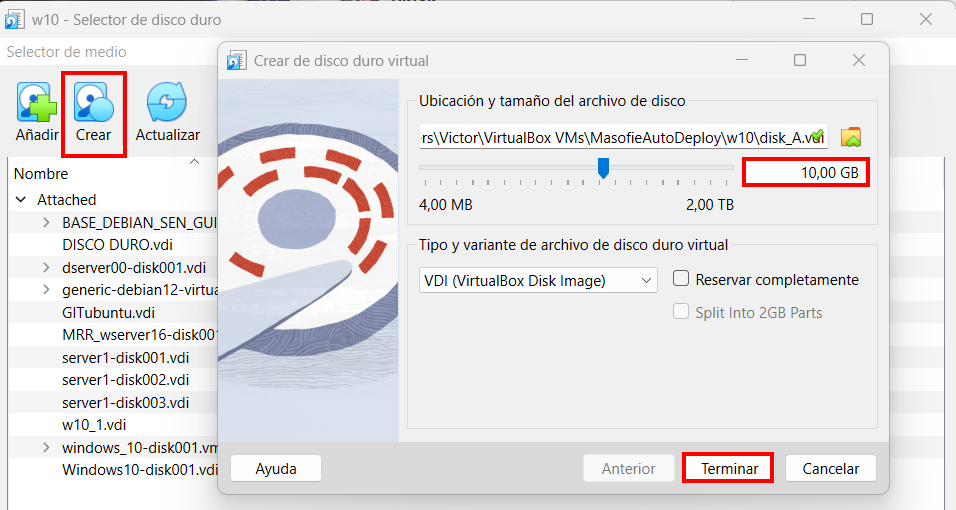 w10 - Selector de disco duro
Selector de medio
Añadir
Crear
Actualizar
Nombre
Attached
BASE_DEBIAN_SEN_GUI
DISCO DURO.vdi
dserver00-disk001.vdi
generic-debian12-virtua
GITubuntu.vdi
MRR_wserver16-disk001
server1-disk001.vdi
server1-disk002.vdi
server1-disk003.vdi
w10_1.vdi
windows_10-disk001.vm
Windows10-disk001.vdi
Crear de disco duro virtual
Ubicación y tamaño del archivo de disco
rs\Victor\VirtualBox VMs\MasofieAutoDeploy\w10\disk_A.vdi
10,00 GB
4,00 MB
2,00 TB
Tipo y variante de archivo de disco duro virtual
VDI (VirtualBox Disk Image)
Reservar completamente
Split Into 2GB Parts
Ayuda
Anterior
Terminar
Cancelar